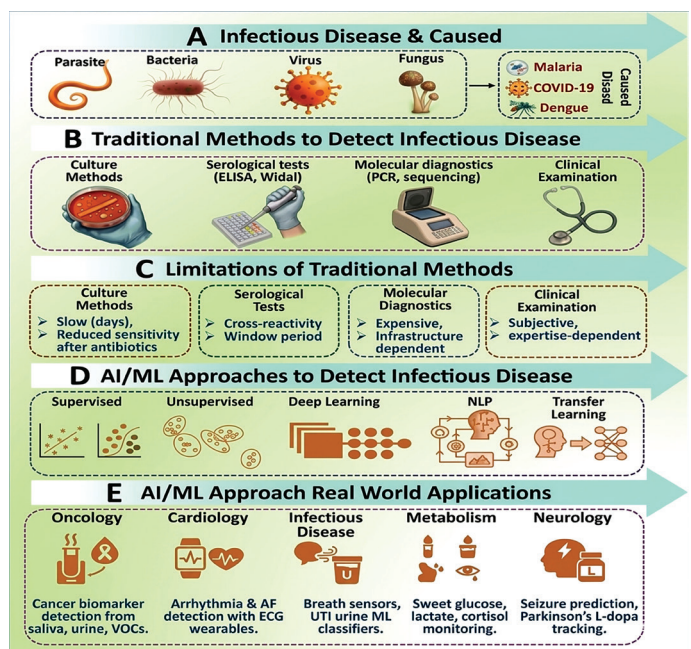 A Infectious Disease & Caused
Parasite
Bacteria
Virus
Fungus
Malaria
COVID-19
Dengue
Caused
Disasd
B Traditional Methods to Detect Infectious Disease
Culture
Methods
Serological tests
(ELISA, Widal)
Molecular diagnostics
(PCR, sequencing)
Clinical
Examination
C Limitations of Traditional Methods
Culture
Methods
➢ Slow (days),
➢ Reduced sensitivity
after antibiotics
Serological
Tests
➢ Cross-reactivity
➢ Window period
Molecular
Diagnostics
➢ Expensive,
➢ Infrastructure
dependent
Clinical
Examination
➢ Subjective,
➢ expertise-dependent
D AI/ML Approaches to Detect Infectious Disease
Supervised
Unsupervised
Deep Learning
NLP
Transfer
Learning
E AI/ML Approach Real World Applications
Oncology
Cancer biomarker
detection from
saliva, urine, VOCs.
Cardiology
Arrhythmia & AF
detection with ECG
wearables.
Infectious
Disease
U
Breath sensors,
UTI urine ML
classifiers.
Metabolism
Sweet glucose,
lactate, cortisol
monitoring.
Neurology
L
Seizure prediction,
Parkinson's L-dopa
tracking.